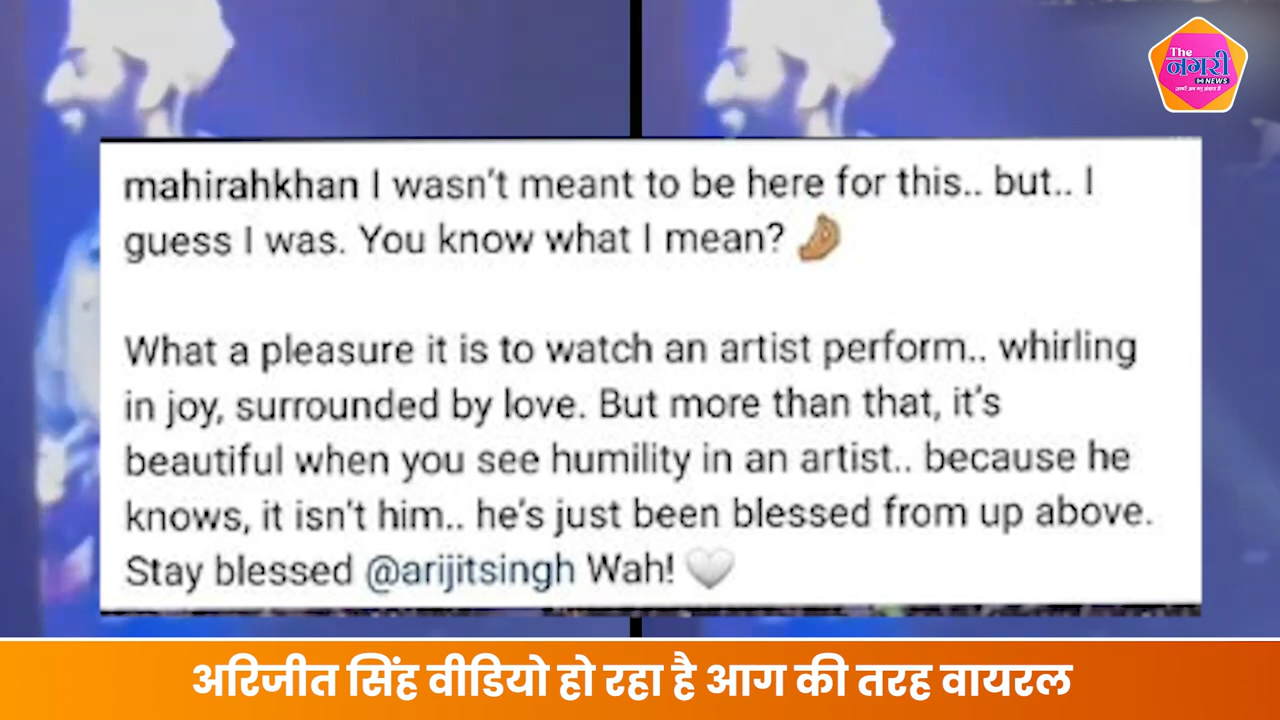 The
नगरी
NEWS
mahirahkhan I wasn't meant to be here for this.. but.. I
guess I was. You know what I mean? 🤌🏽
What a pleasure it is to watch an artist perform.. whirling
in joy, surrounded by love. But more than that, it's
beautiful when you see humility in an artist.. because he
knows, it isn't him.. he's just been blessed from up above.
Stay blessed @arijitsingh Wah! 🤍
अरिजीत सिंह वीडियो हो रहा है आग की तरह वायरल